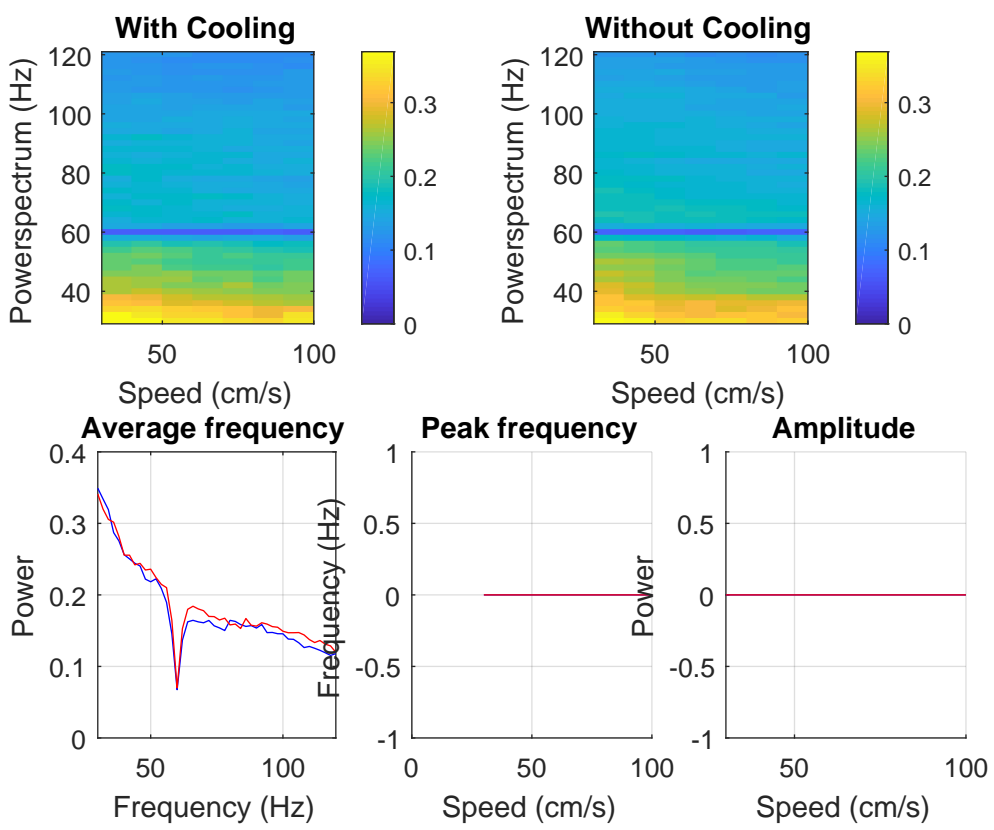 With Cooling
Powerspectrum (Hz)
120
100
80
60
40
50
100
Speed (cm/s)
0.3
0.2
0.1
0
Without Cooling
Powerspectrum (Hz)
120
100
80
60
40
50
100
Speed (cm/s)
0.3
0.2
0.1
0
Average frequency
Power
0.4
0.3
0.2
0.1
0
50
100
Frequency (Hz)
Peak frequency
Frequency (Hz)
1
0.5
0
-0.5
-1
0
50
100
Speed (cm/s)
Amplitude
Power
1
0.5
0
-0.5
-1
50
100
Speed (cm/s)